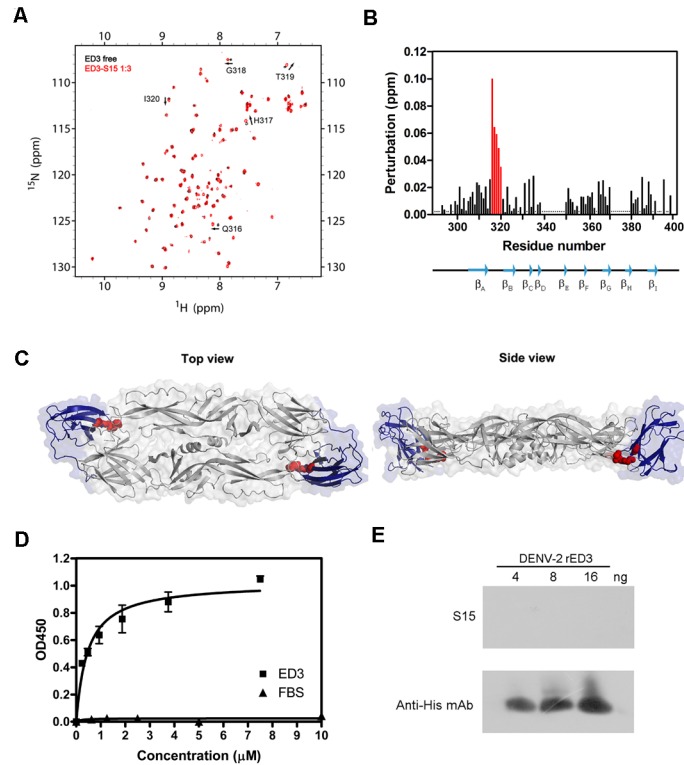 A
9 8 7
ED3 free
ED3-S15 1:3
G318
T319
I320
H317
Q316
110
115
120
125
130
110
115
120
125
130
15N (ppm)
9 8 7
1H (ppm)
B
0.12
0.10
0.08
0.06
0.04
0.02
0.00
Perturbation (ppm)
300 320 340 360 380 400
Residue number
βA βB βC βD βE βF βG βH βI
C
Top view
Side view
D
1.2
1.0
0.8
0.6
0.4
0.2
0.0
OD450
ED3
FBS
0 1 2 3 4 5 6 7 8 9 10
Concentration (μM)
E
DENV-2 rED3
4 8 16 ng
S15
Anti-His mAb